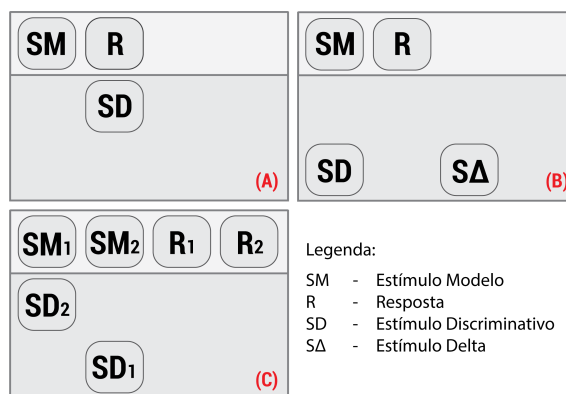 SM R
SD
(A)
SM R
SD SΔ
(B)
SM1 SM2 R1 R2
SD2
SD1
(C)
Legenda:
SM - Estímulo Modelo
R - Resposta
SD - Estímulo Discriminativo
SΔ - Estímulo Delta